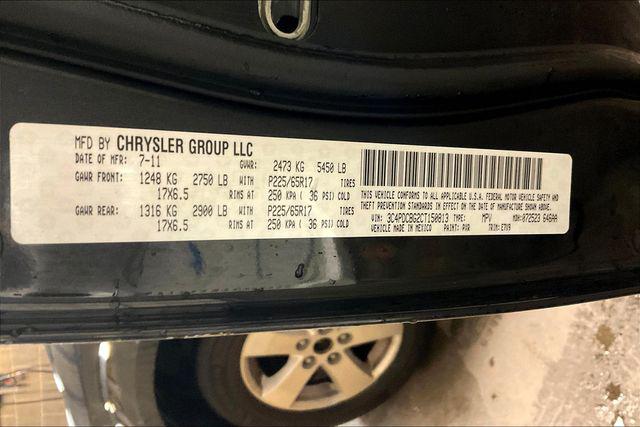 MFD BY CHRYSLER GROUP LLC
DATE OF MFR: 7-11 GVWR: 2473 KG 5450 LB
GAWR FRONT: 1248 KG 2750 LB WITH P225/65R17 TIRES
17X6.5 RIMS AT 250 KPA ( 36 PSI) COLD
GAWR REAR: 1316 KG 2900 LB WITH P225/65R17 TIRES
17X6.5 RIMS AT 250 KPA ( 36 PSI) COLD
THIS VEHICLE CONFORMS TO ALL APPLICABLE U.S.A. FEDERAL MOTOR VEHICLE SAFETY AND
THEFT PREVENTION STANDARDS IN EFFECT ON THE DATE OF MANUFACTURE SHOWN ABOVE.
VIN: 3C4PDCBG2CT150813 TYPE: MPV MDH: 072523 646AA
VEHICLE MADE IN MEXICO PAINT: PXR TRIM: E7V9